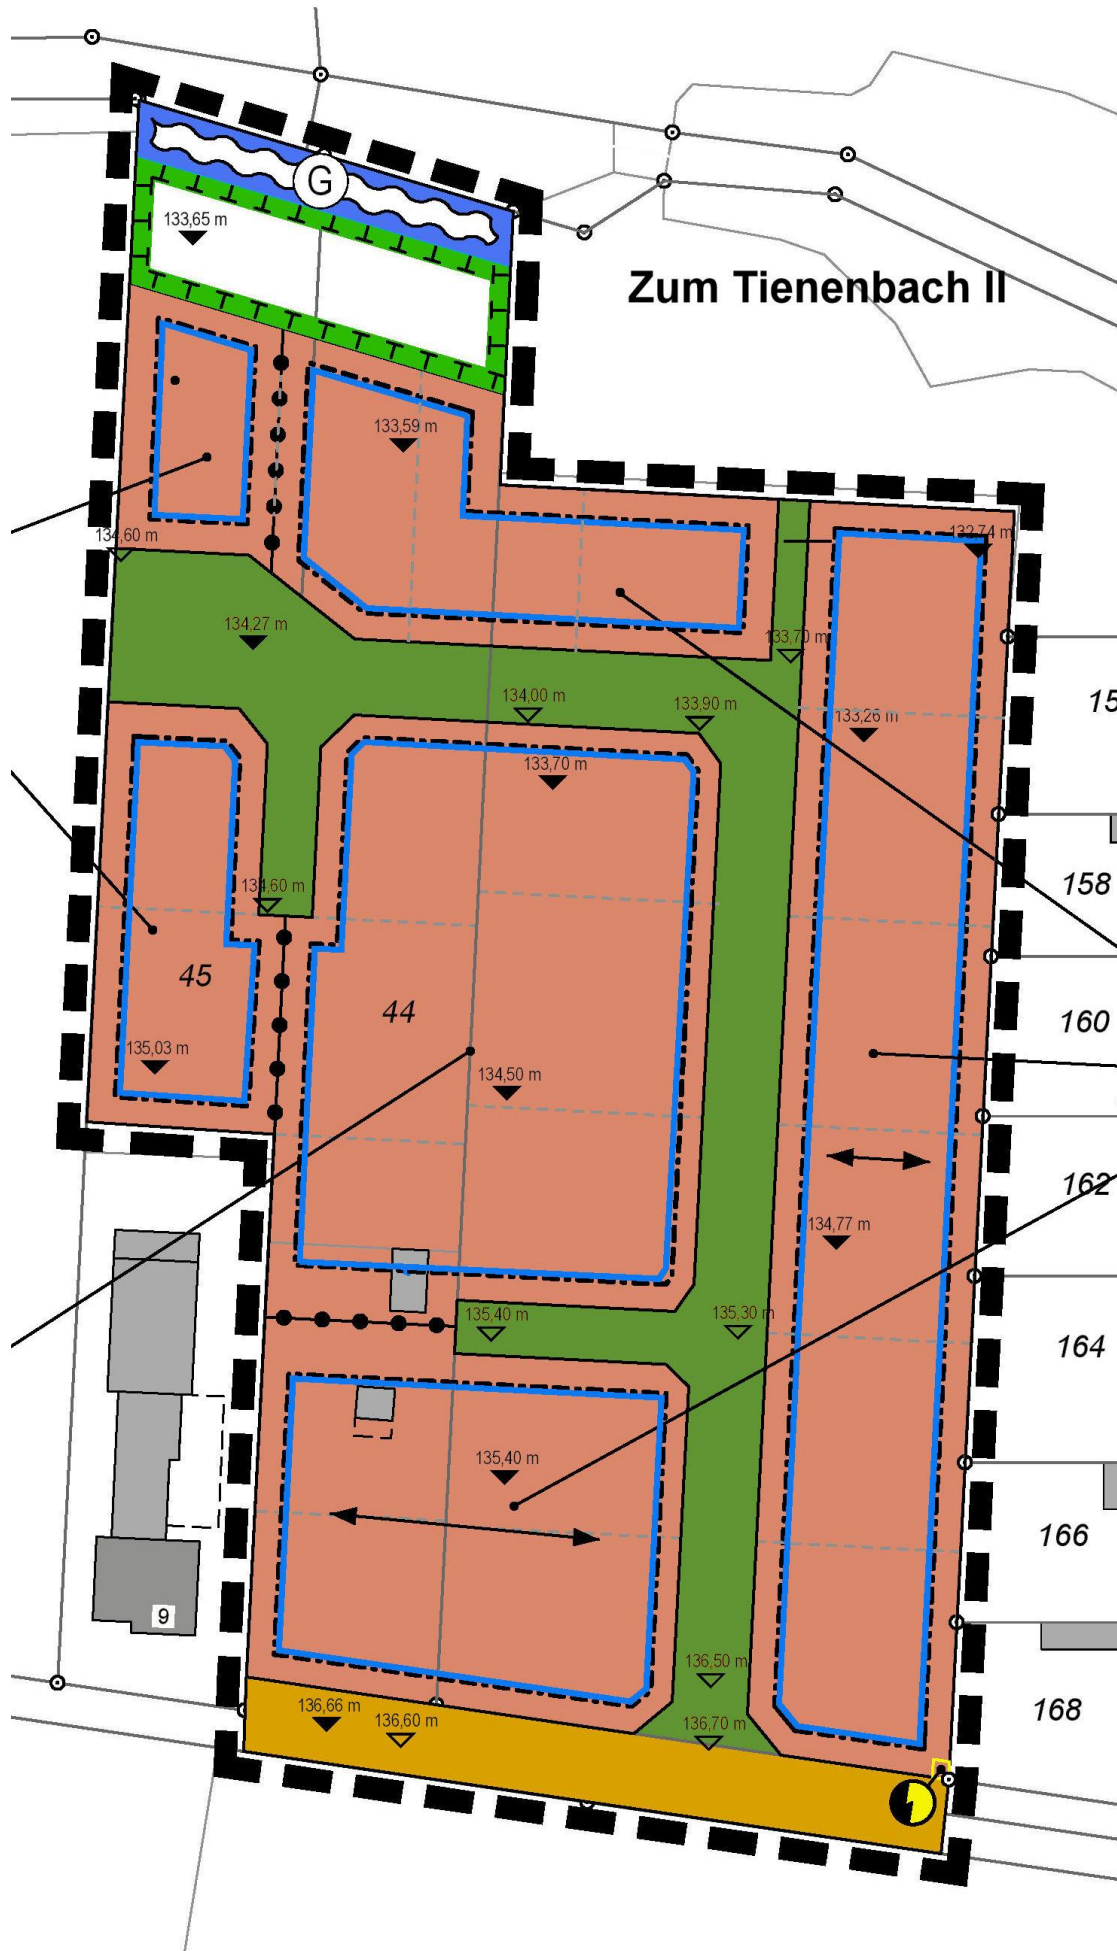 G
133,65 m
Zum Tienenbach II
133,59 m
134,60 m
132,74 m
134,27 m
133,70 m
134,00 m
133,90 m
133,26 m
15
133,70 m
134,60 m
158
45
44
160
135,03 m
134,50 m
162
134,77 m
135,40 m
135,30 m
164
135,40 m
166
9
136,50 m
136,66 m
136,60 m
136,70 m
168